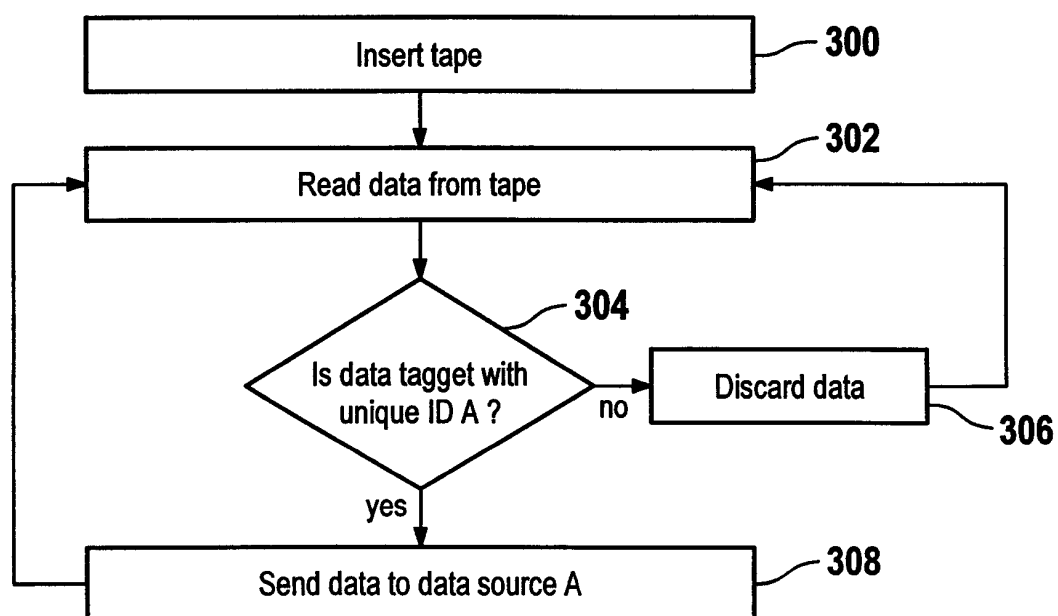 Insert tape
300
302
Read data from tape
304
Is data tagget with
unique ID A ?
no
Discard data
306
yes
Send data to data source A
308